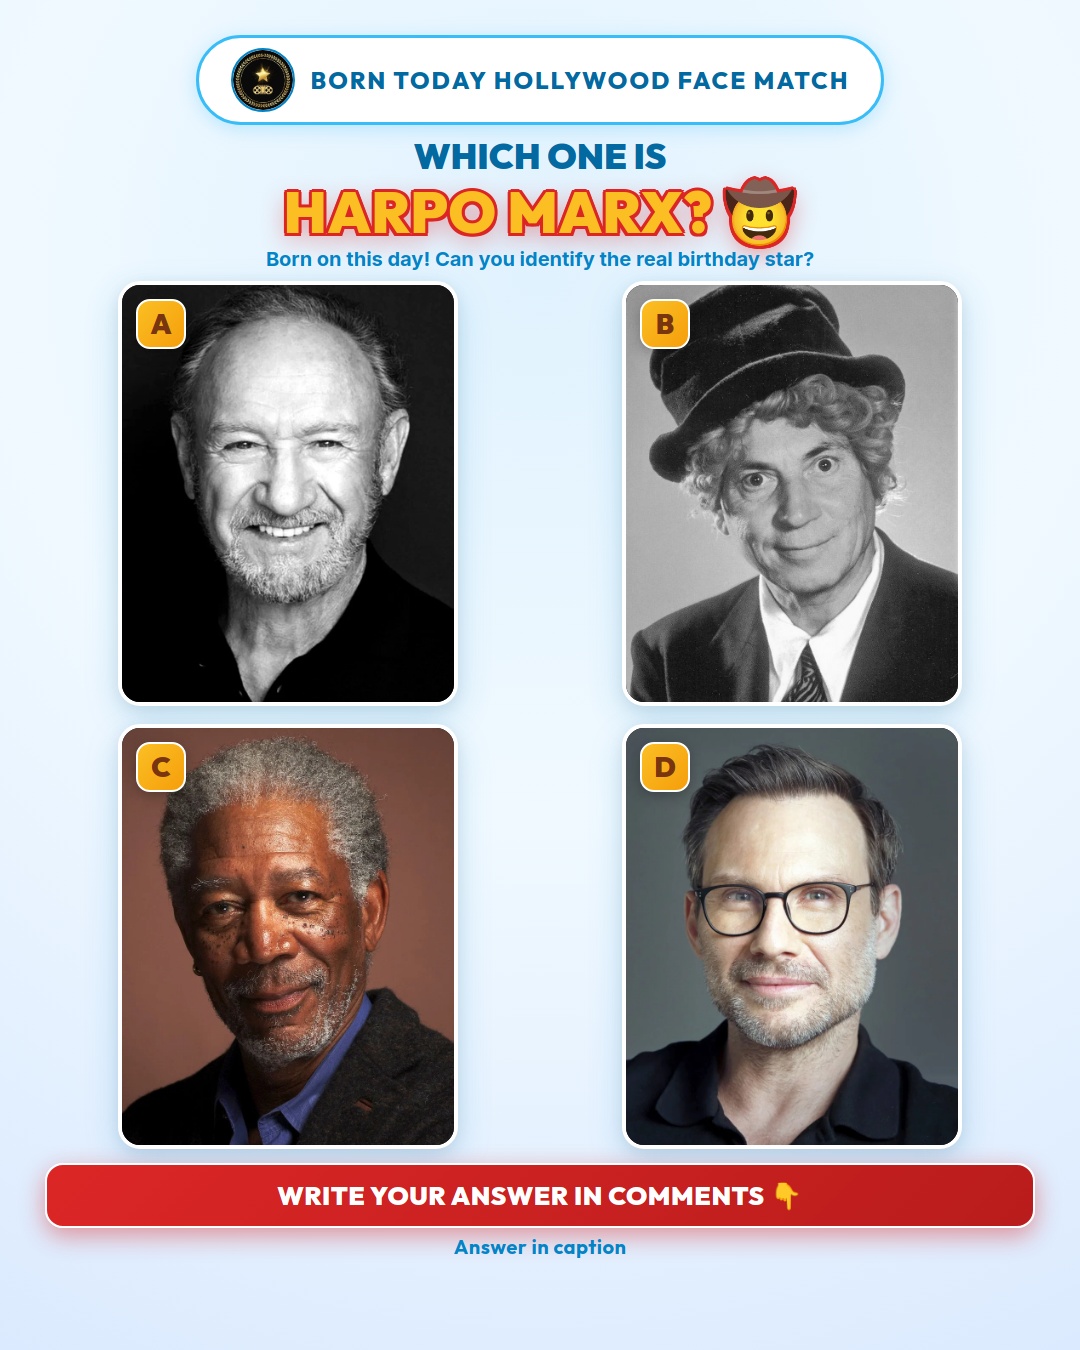 BORN TODAY HOLLYWOOD FACE MATCH
WHICH ONE IS
HARPO MARX? 🤠
Born on this day! Can you identify the real birthday star?
A
B
C
D
WRITE YOUR ANSWER IN COMMENTS 👇
Answer in caption